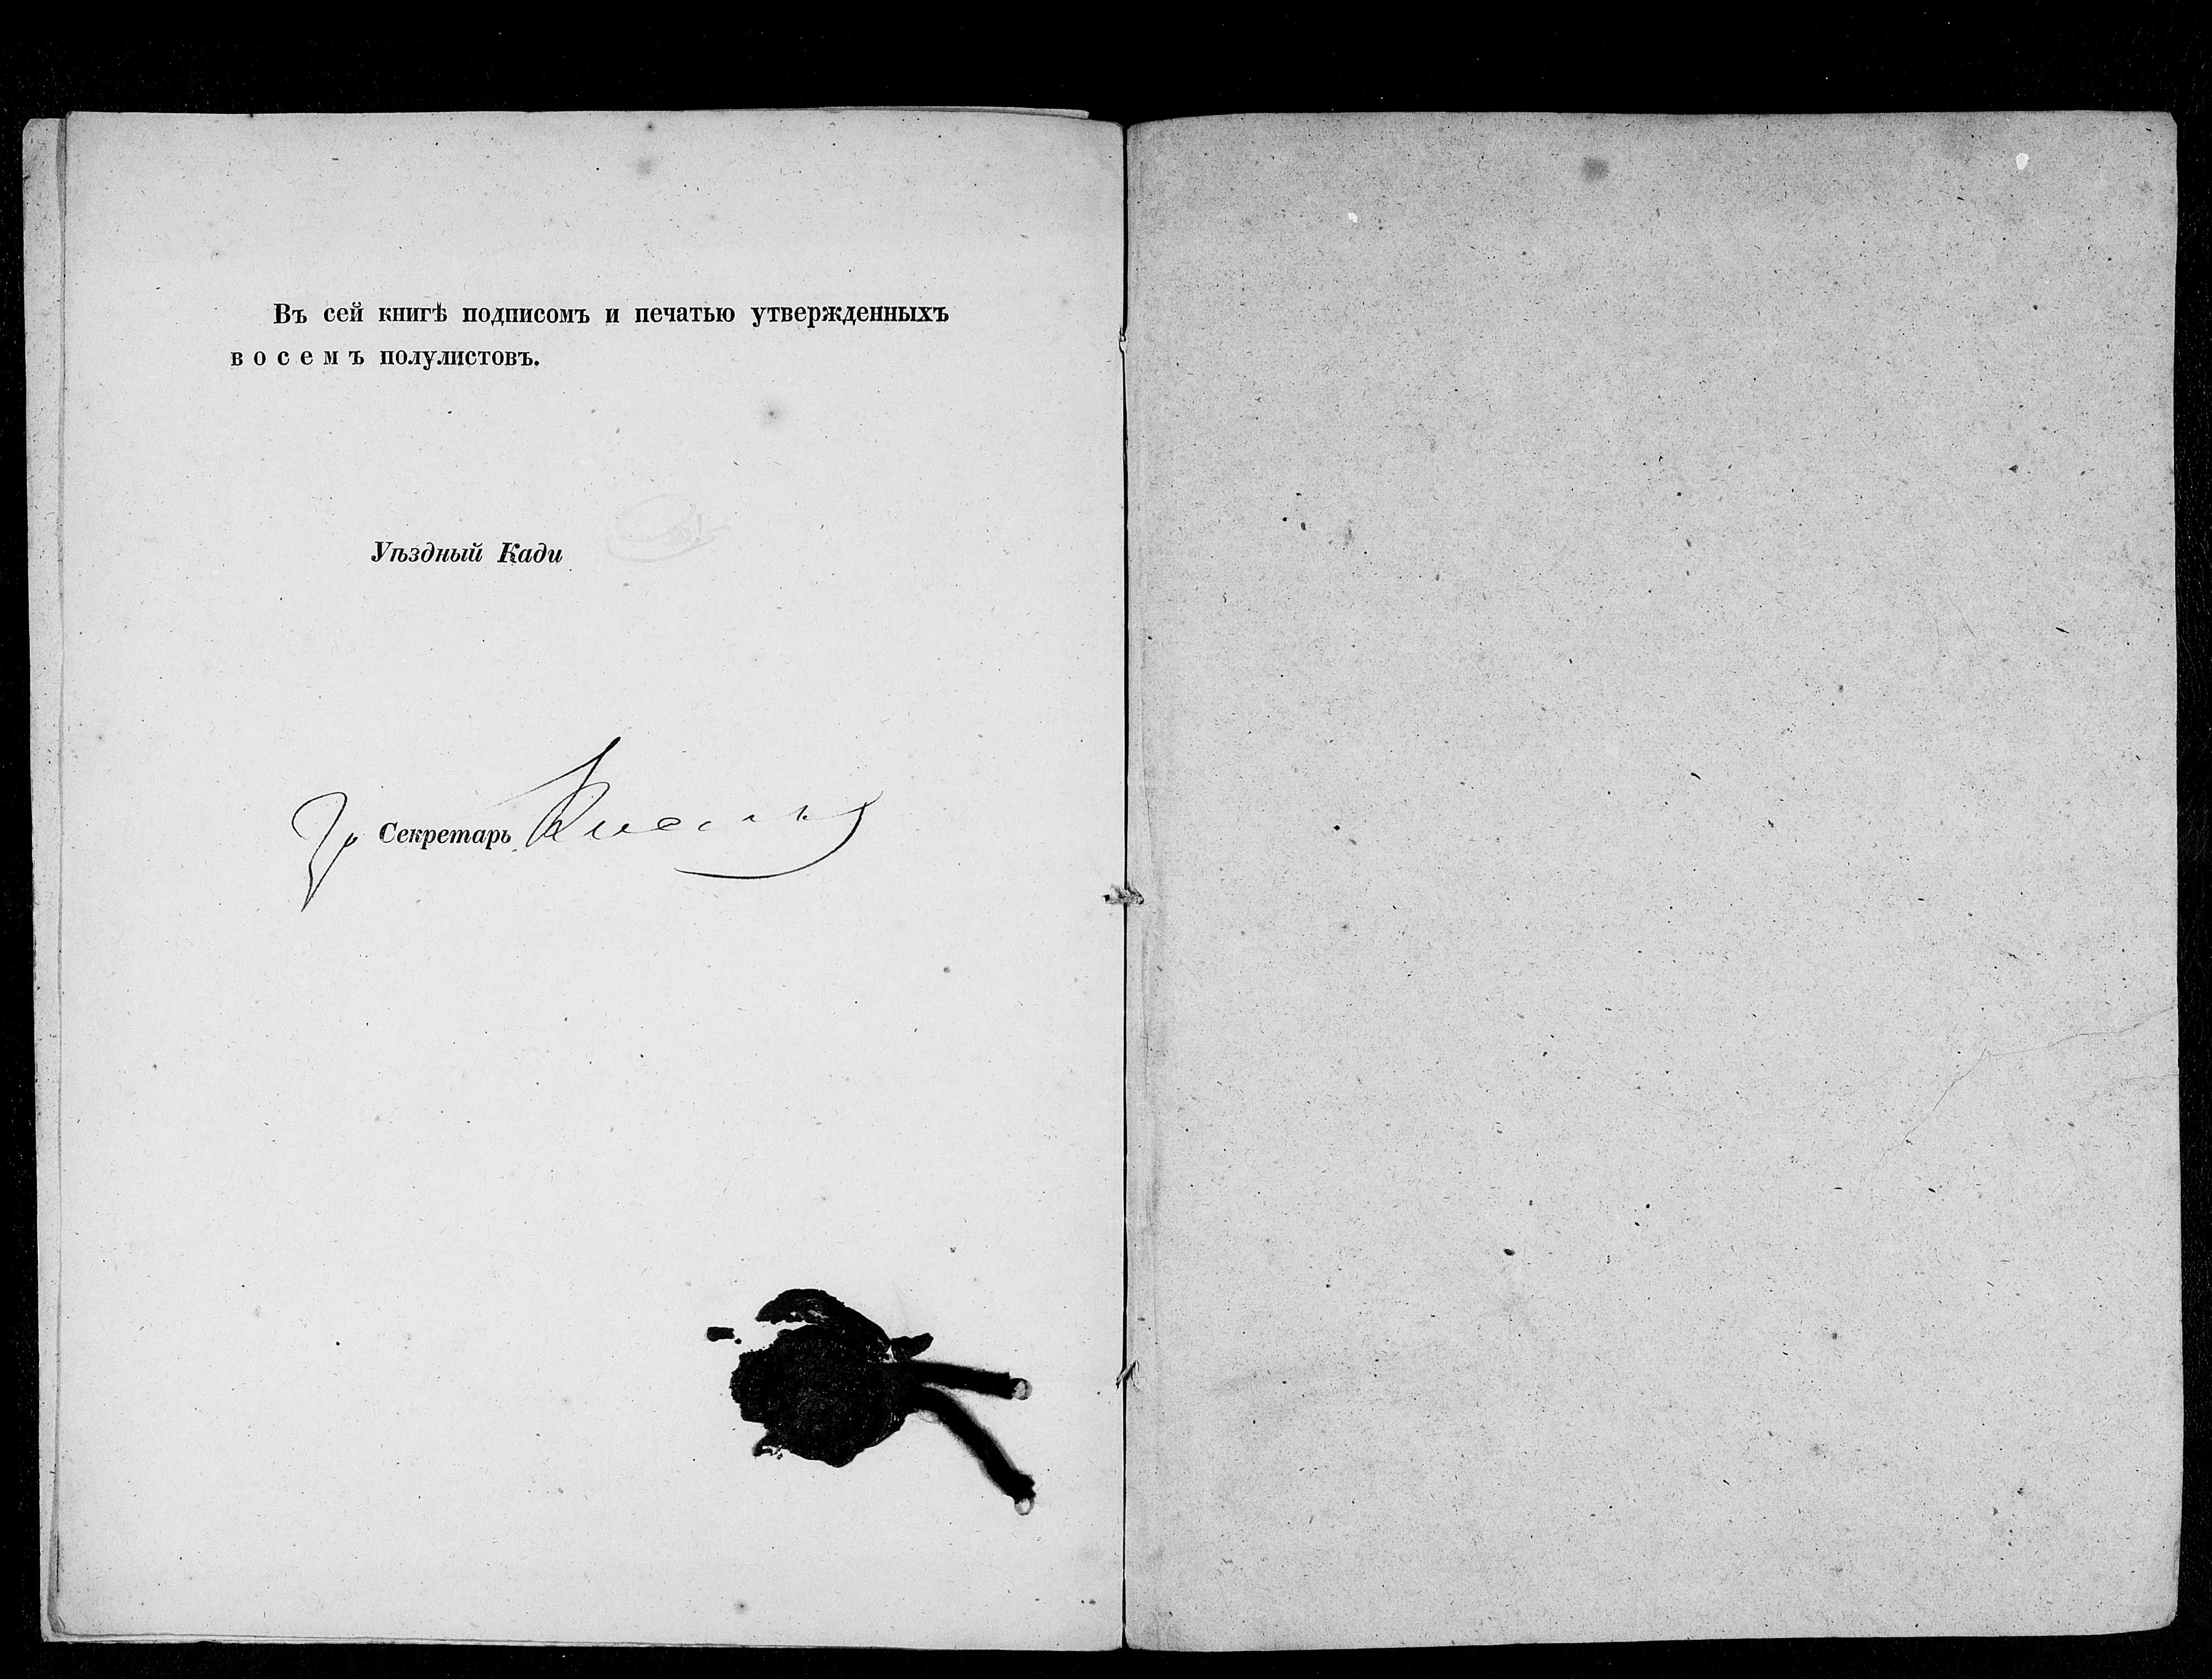 Въ сей книгѣ подписомъ и печатью утвержденныхъ
восемъ полулистовъ.
Уѣздный Кади
Секретарь